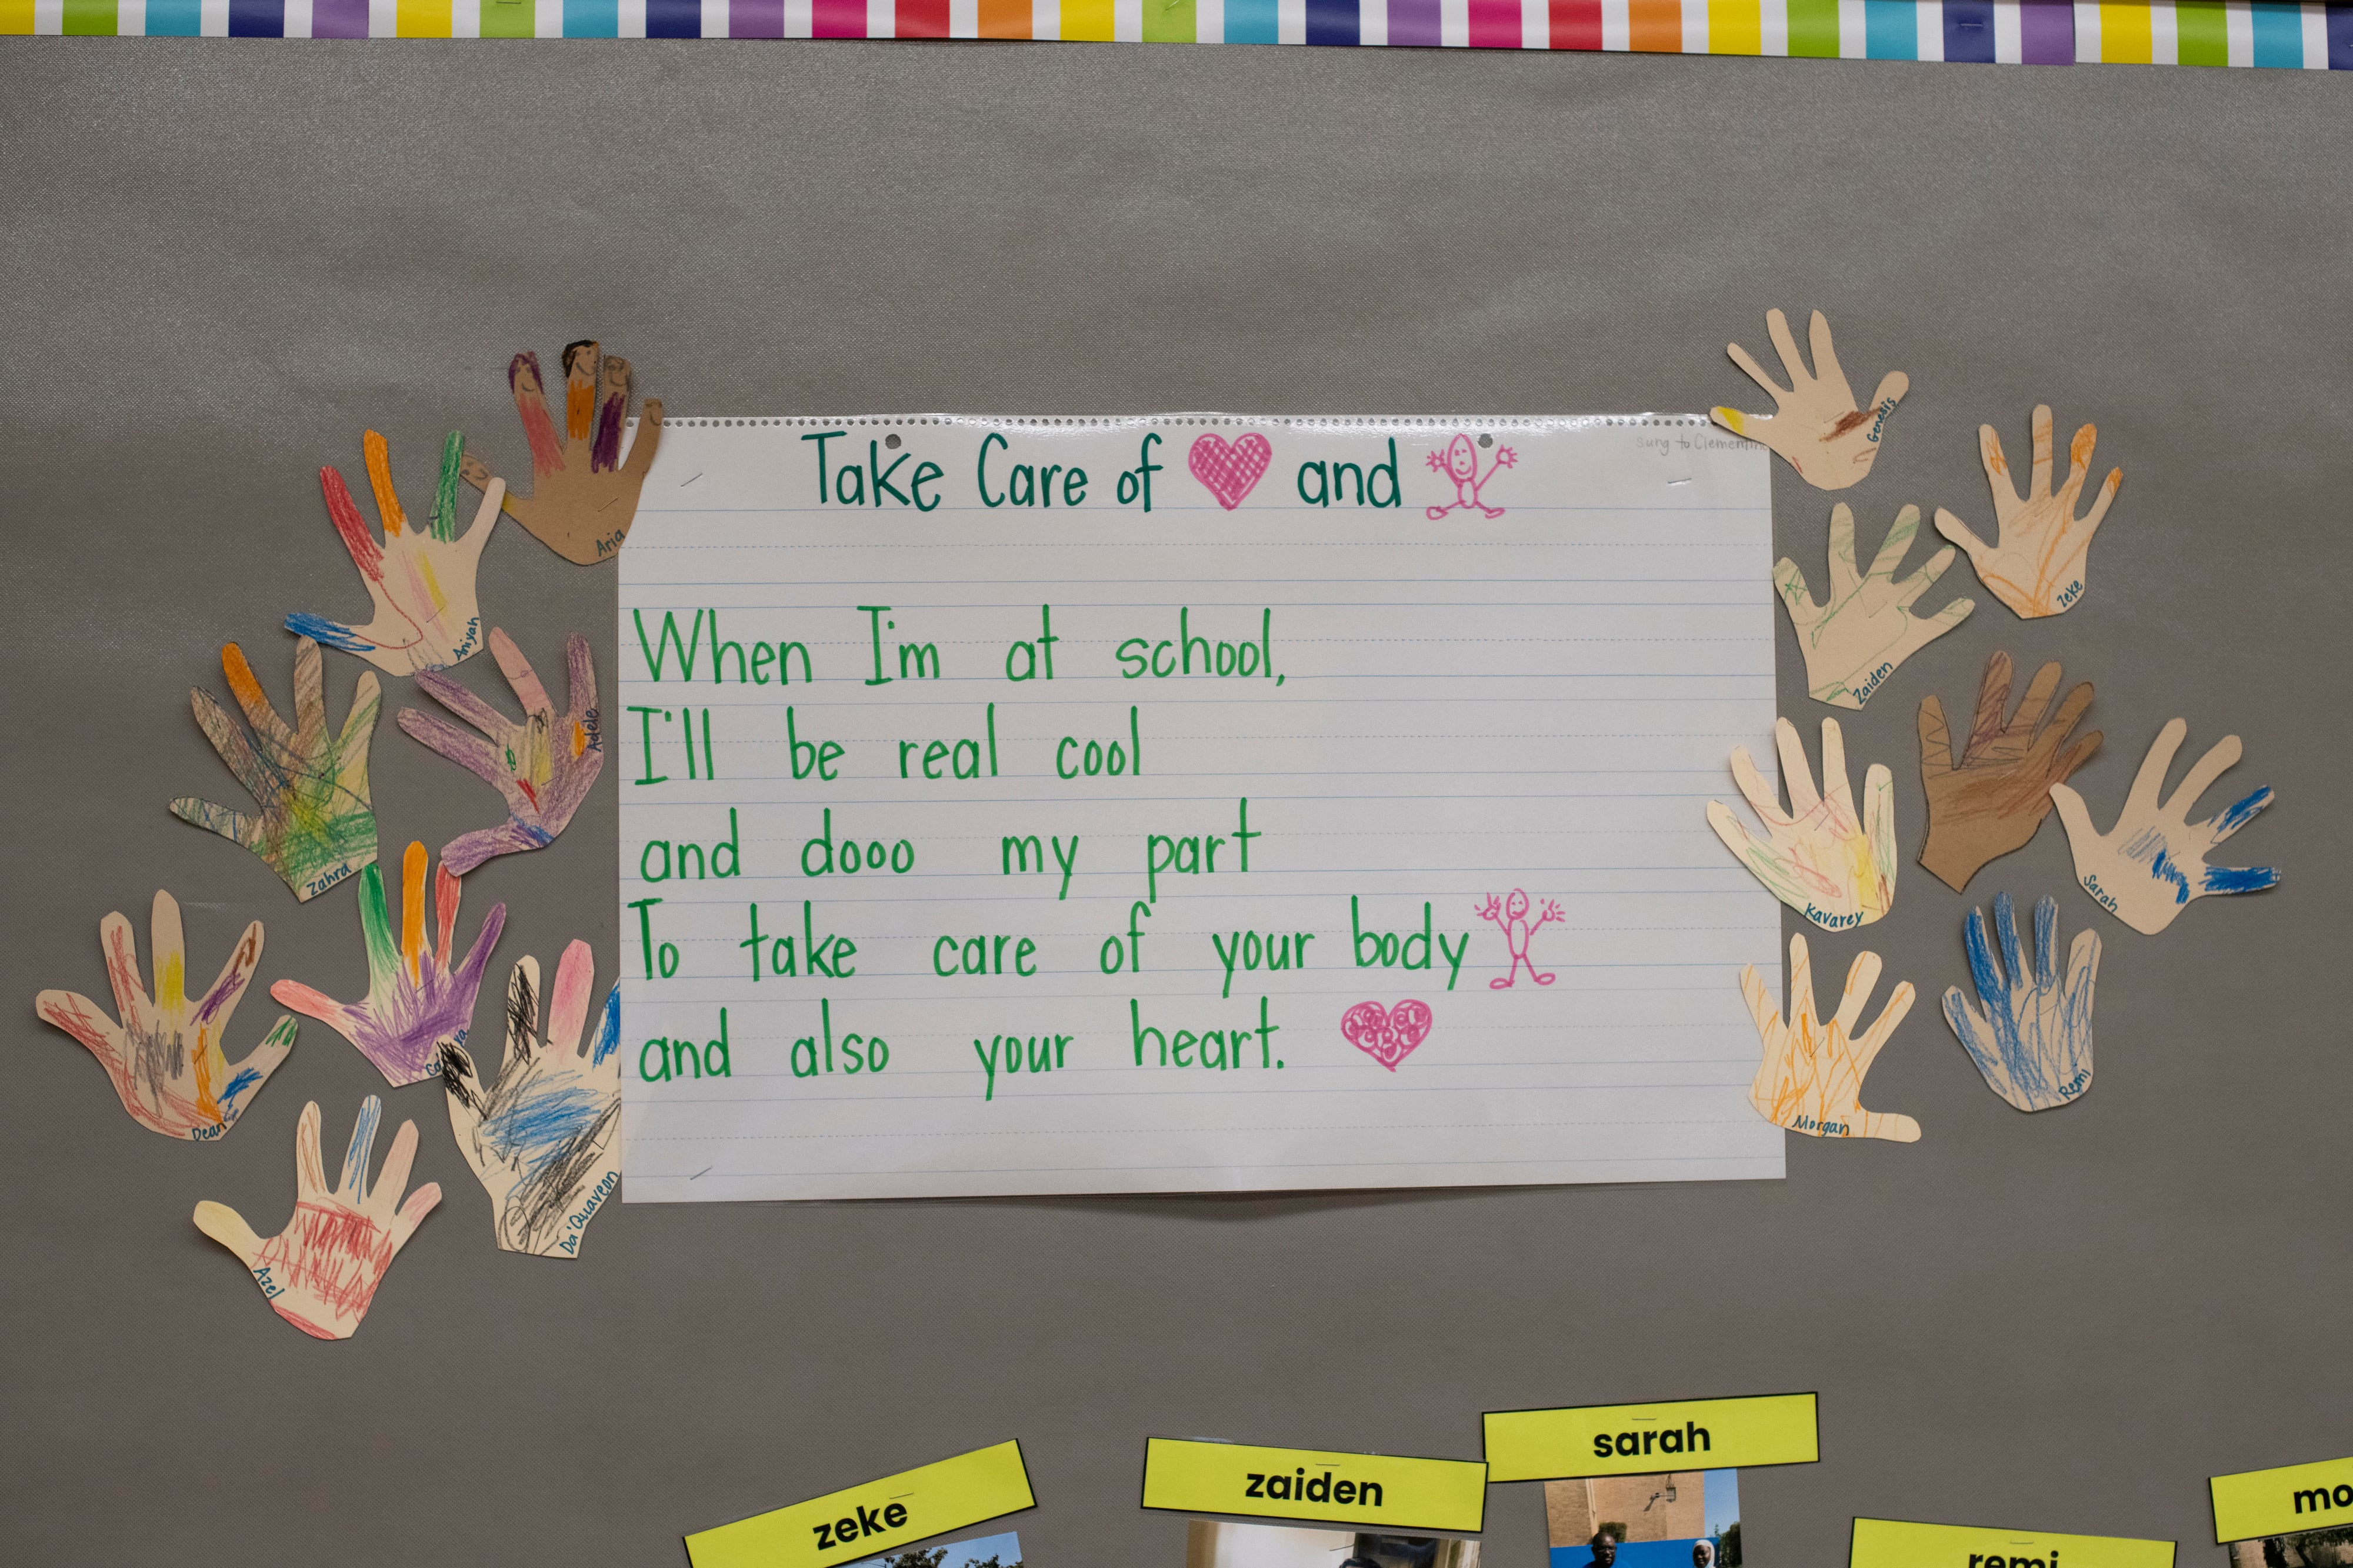 sung to Clementine
Take Care of and
When I'm at school,
I'll be real cool
and dooo my part
To take care of your body
and also your heart.
Aria
Aniyah
Adele
Zahra
Dean
Da'Quaveon
Azel
Genesis
Zeke
Zaiden
Kavarey
Sarah
Remi
Morgan
zeke
zaiden
sarah
remi
mo